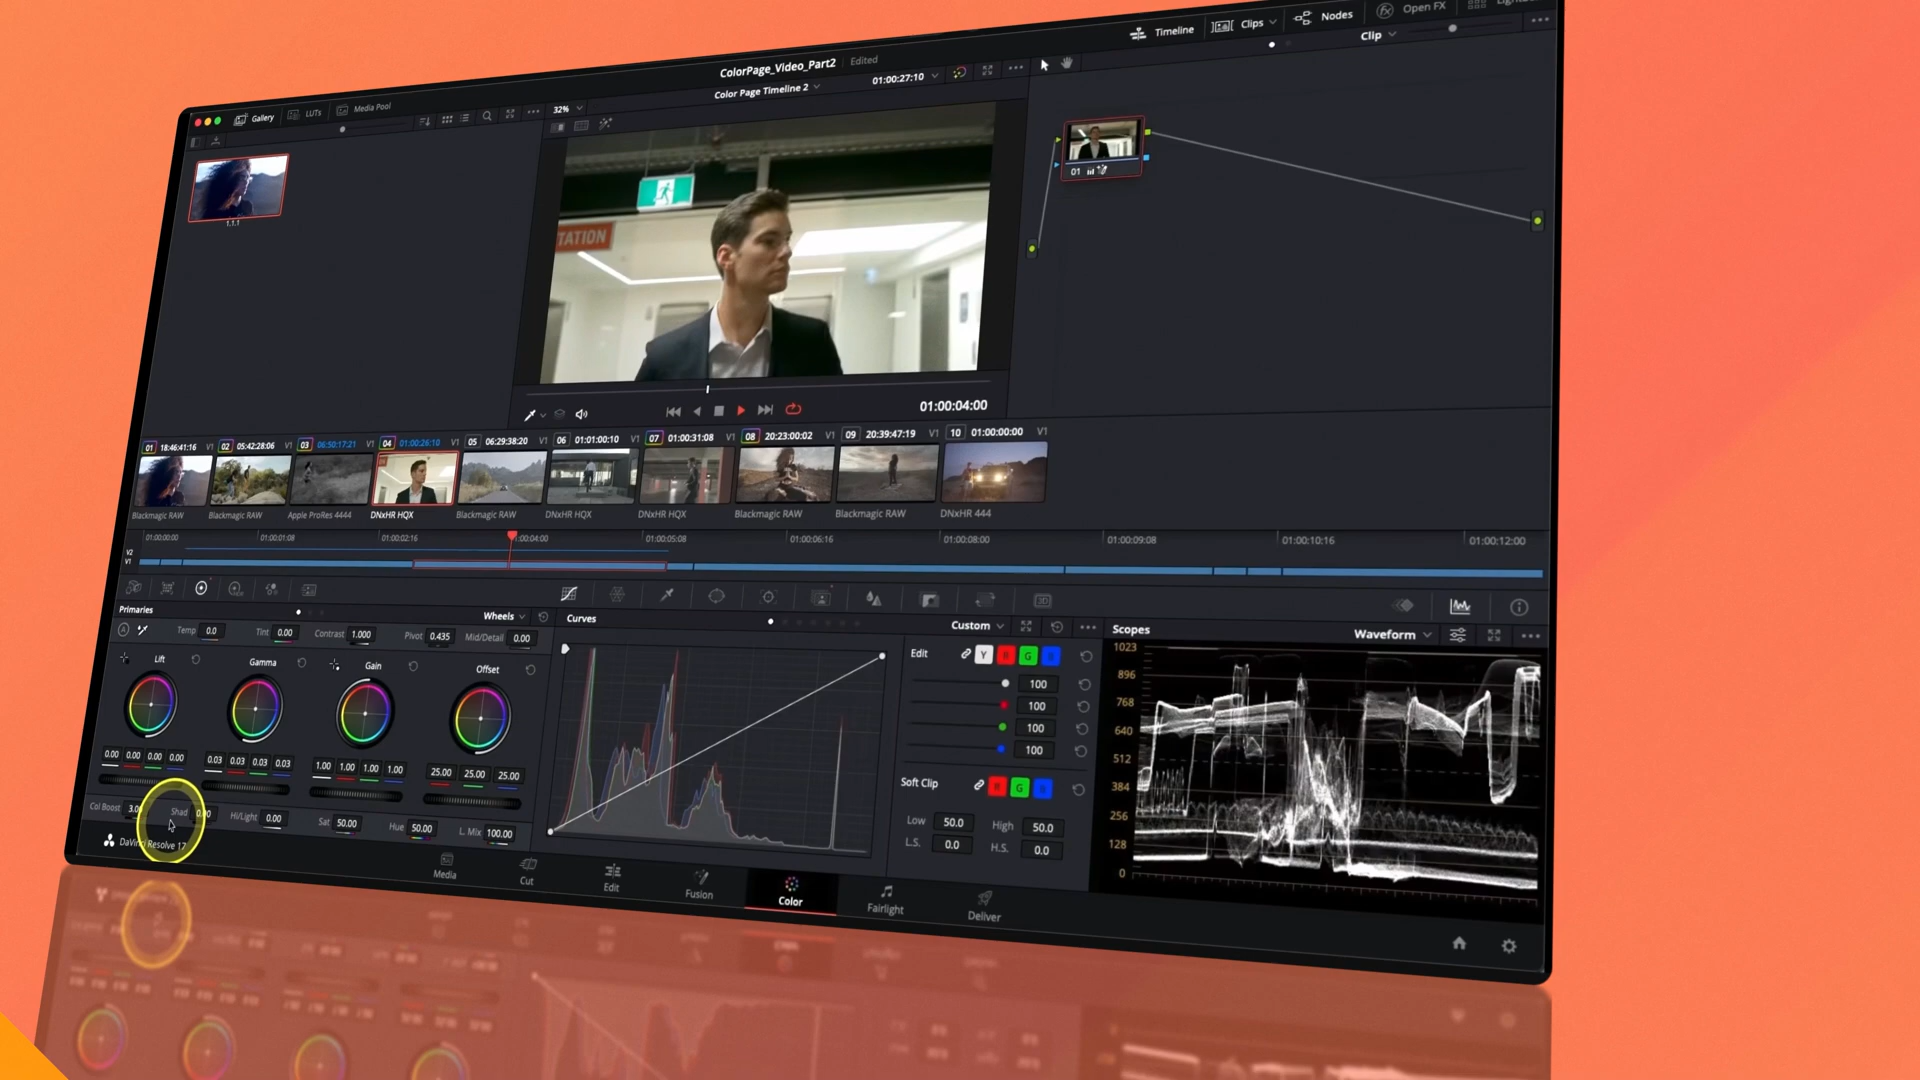 Timeline Clips Nodes Open FX
ColorPage_Video_Part2 Edited
Clip
Gallery LUTs Media Pool
32% Color Page Timeline 2 01:00:27:10
1.1.1
TATION
01
01:00:04:00
01 18:46:41:16 V1 02 05:42:28:06 V1 03 06:50:17:21 V1 04 01:00:26:10 V1 05 06:29:38:20 V1 06 01:01:00:10 V1 07 01:00:31:08 V1 08 20:23:00:02 V1 09 20:39:47:19 V1 10 01:00:00:00 V1
Blackmagic RAW Blackmagic RAW Apple ProRes 4444 DNxHR HQX Blackmagic RAW DNxHR HQX DNxHR HQX Blackmagic RAW Blackmagic RAW DNxHR 444
01:00:00:00 01:00:01:08 01:00:02:16 01:00:04:00 01:00:05:08 01:00:06:16 01:00:08:00 01:00:09:08 01:00:10:16 01:00:12:00
V2
V1
Primaries Wheels Curves Custom Scopes Waveform
Temp 0.0 Tint 0.00 Contrast 1.000 Pivot 0.435 Mid/Detail 0.00
Lift Gamma Gain Offset
0.00 0.00 0.00 0.00 0.03 0.03 0.03 0.03 1.00 1.00 1.00 1.00 25.00 25.00 25.00
Col Boost 3.00 Shad 0.00 Hi/Light 0.00 Sat 50.00 Hue 50.00 L. Mix 100.00
Edit Y R G
100
100
100
100
Soft Clip R G B
Low 50.0 High 50.0
L.S. 0.0 H.S. 0.0
1023
896
768
640
512
384
256
128
0
DaVinci Resolve 17
Media Cut Edit Fusion Color Fairlight Deliver